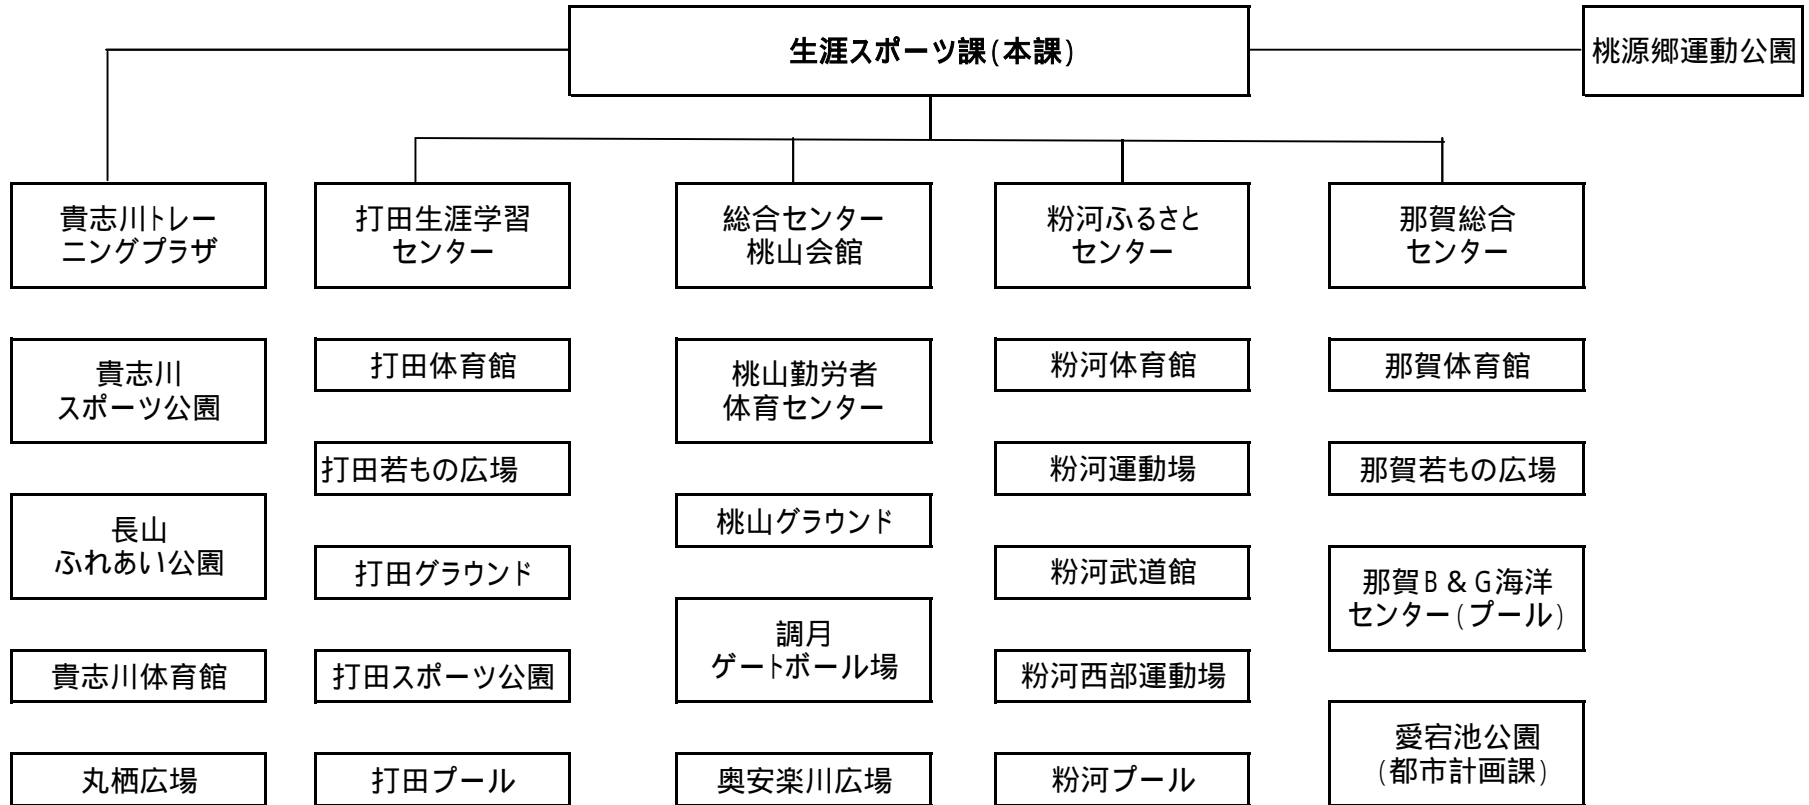 生涯スポーツ課(本課)
桃源郷運動公園
貴志川トレー
ニングプラザ
打田生涯学習
センター
総合センター
桃山会館
粉河ふるさと
センター
那賀総合
センター
貴志川
スポーツ公園
長山
ふれあい公園
貴志川体育館
丸栖広場
打田体育館
打田若もの広場
打田グラウンド
打田スポーツ公園
打田プール
桃山勤労者
体育センター
桃山グラウンド
調月
ゲートボール場
奥安楽川広場
粉河体育館
粉河運動場
粉河武道館
粉河西部運動場
粉河プール
那賀体育館
那賀若もの広場
那賀B&G海洋
センター(プール)
愛宕池公園
(都市計画課)